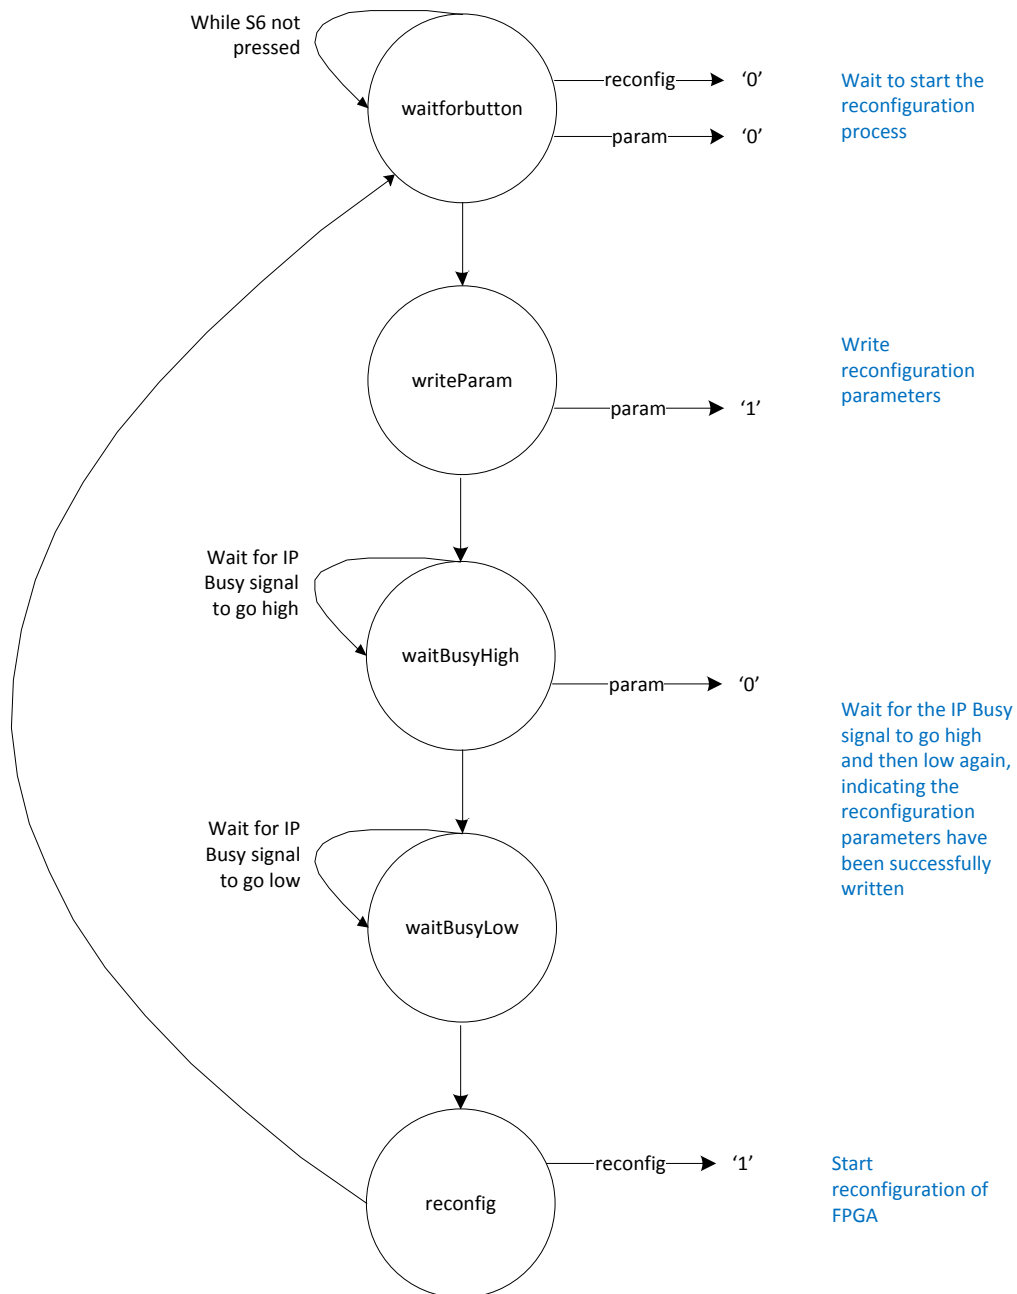 While S6 not
pressed
waitforbutton
reconfig
‘0’
param
‘0’
Wait to start the
reconfiguration
process
writeParam
param
‘1’
Write
reconfiguration
parameters
Wait for IP
Busy signal
to go high
waitBusyHigh
param
‘0’
Wait for the IP Busy
signal to go high
and then low again,
indicating the
reconfiguration
parameters have
been successfully
written
Wait for IP
Busy signal
to go low
waitBusyLow
reconfig
reconfig
‘1’
Start
reconfiguration of
FPGA